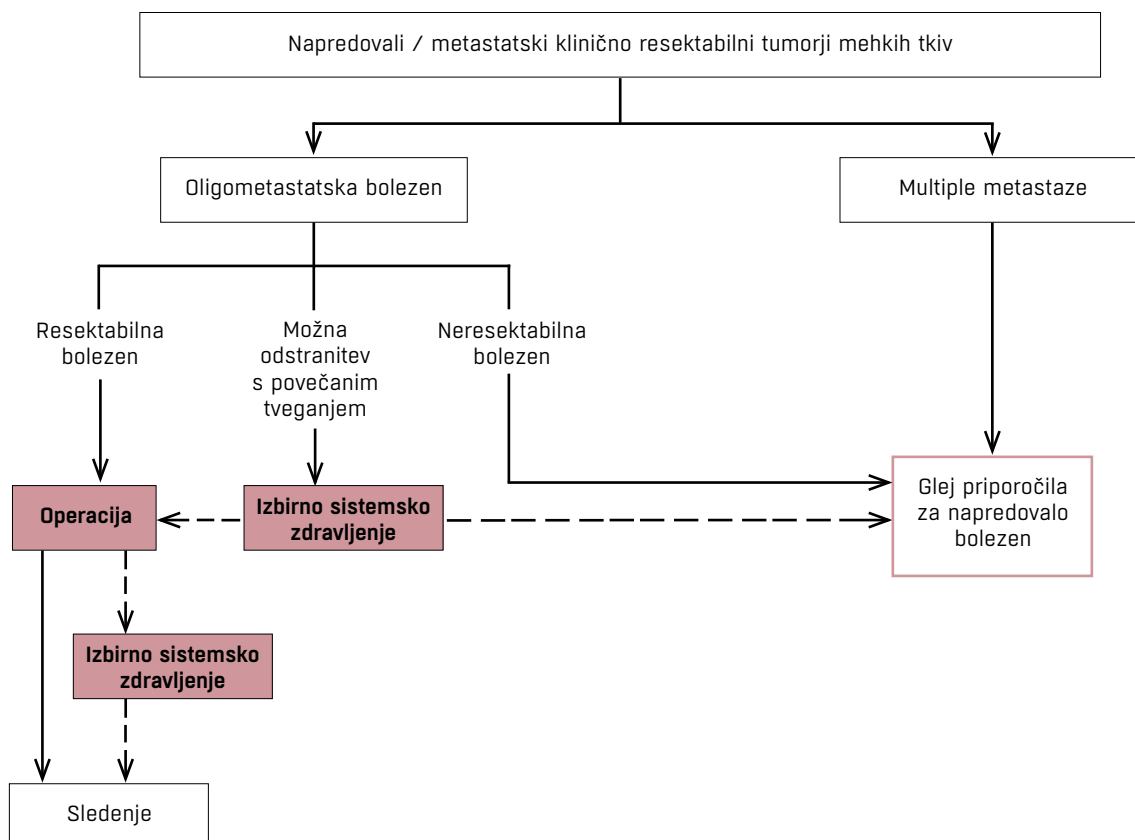 Napredovali / metastatski klinično resektabilni tumorji mehkih tkiv
Oligometastatska bolezen
Multiple metastaze
Resektabilna
bolezen
Možna
odstranitev
s povečanim
tveganjem
Neresektabilna
bolezen
Operacija
Izbirno sistemsko
zdravljenje
Glej priporočila
za napredovalo
bolezen
Izbirno sistemsko
zdravljenje
Sledenje